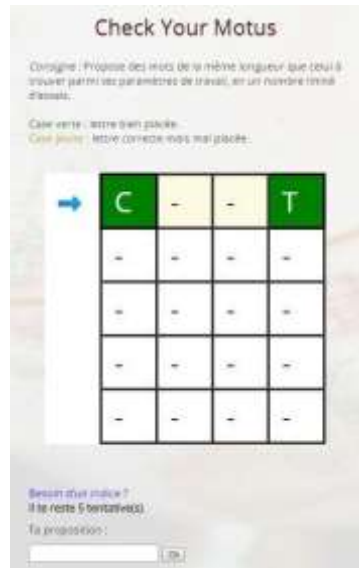 Check Your Motus
Consigne : Propose des mots de la même longueur que celui à
trouver parmi tes paramètres de travail, en un nombre limité
d'essais.
Case verte : lettre bien placée.
Case jaune : lettre correcte mais mal placée.
C - - T
- - - -
- - - -
- - - -
- - - -
Besoin d'un indice ?
Il te reste 5 tentative(s).
Ta proposition :
Ok